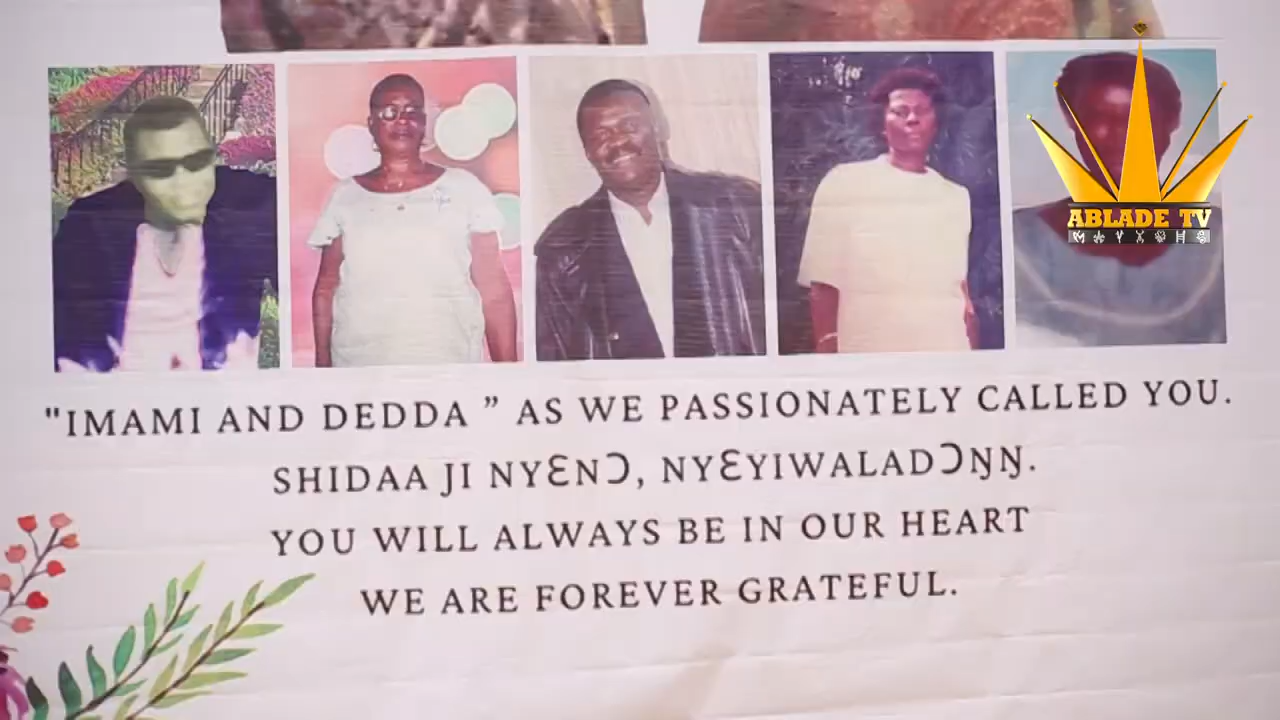 ABLADE TV
"IMAMI AND DEDDA ” AS WE PASSIONATELY CALLED YOU.
SHIDAA JI NYƐNƆ, NYƐYIWALADƆŊŊ.
YOU WILL ALWAYS BE IN OUR HEART
WE ARE FOREVER GRATEFUL.